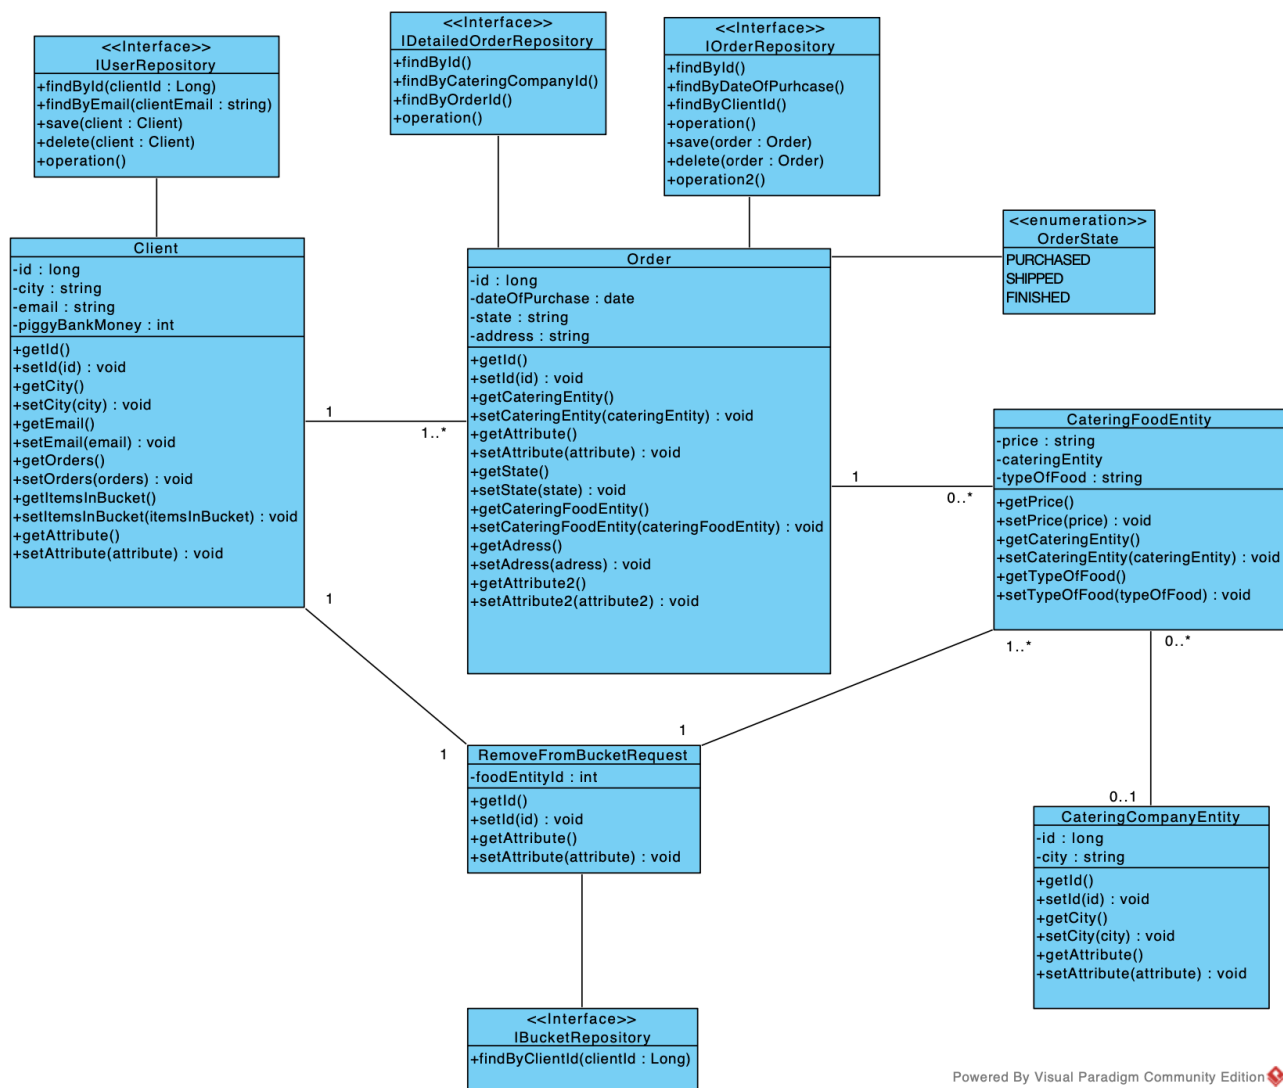 <<Interface>>
IUserRepository
+findById(clientId : Long)
+findByEmail(clientEmail : string)
+save(client : Client)
+delete(client : Client)
+operation()
<<Interface>>
IDetailedOrderRepository
+findById()
+findByCateringCompanyId()
+findByOrderId()
+operation()
<<Interface>>
IOrderRepository
+findById()
+findByDateOfPurhcase()
+findByClientId()
+operation()
+save(order : Order)
+delete(order : Order)
+operation2()
<<enumeration>>
OrderState
PURCHASED
SHIPPED
FINISHED
Client
-id : long
-city : string
-email : string
-piggyBankMoney : int
+getId()
+setId(id) : void
+getCity()
+setCity(city) : void
+getEmail()
+setEmail(email) : void
+getOrders()
+setOrders(orders) : void
+getItemsInBucket()
+setItemsInBucket(itemsInBucket) : void
+getAttribute()
+setAttribute(attribute) : void
1
1..*
Order
-id : long
-dateOfPurchase : date
-state : string
-address : string
+getId()
+setId(id) : void
+getCateringEntity()
+setCateringEntity(cateringEntity) : void
+getAttribute()
+setAttribute(attribute) : void
+getState()
+setState(state) : void
+getCateringFoodEntity()
+setCateringFoodEntity(cateringFoodEntity) : void
+getAdress()
+setAdress(adress) : void
+getAttribute2()
+setAttribute2(attribute2) : void
1
0..*
CateringFoodEntity
-price : string
-cateringEntity
-typeOfFood : string
+getPrice()
+setPrice(price) : void
+getCateringEntity()
+setCateringEntity(cateringEntity) : void
+getTypeOfFood()
+setTypeOfFood(typeOfFood) : void
1
1
1
1..*
0..*
0..1
RemoveFromBucketRequest
-foodEntityId : int
+getId()
+setId(id) : void
+getAttribute()
+setAttribute(attribute) : void
CateringCompanyEntity
-id : long
-city : string
+getId()
+setId(id) : void
+getCity()
+setCity(city) : void
+getAttribute()
+setAttribute(attribute) : void
<<Interface>>
IBucketRepository
+findByClientId(clientId : Long)
Powered By Visual Paradigm Community Edition